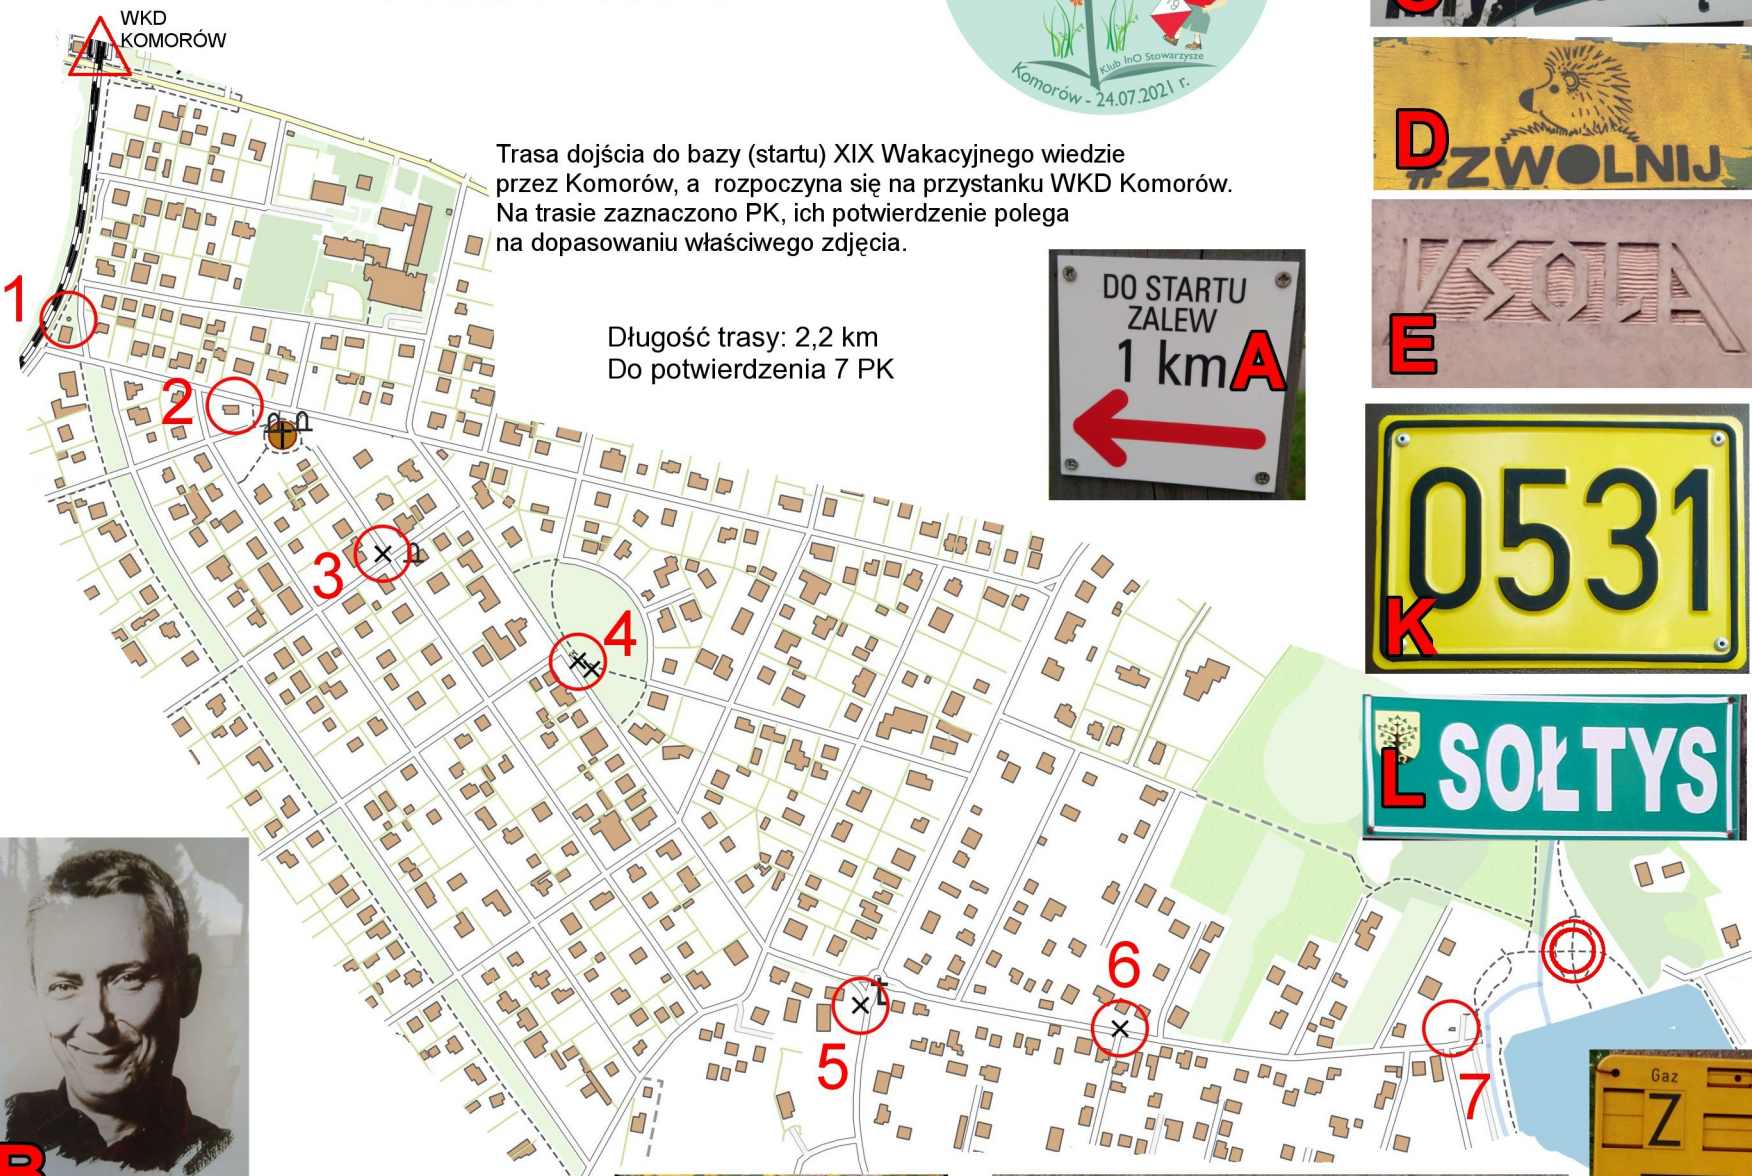 WKD
KOMORÓW
19
Klub InO Stowarzysze
Komorów - 24.07.2021 r.
Trasa dojścia do bazy (startu) XIX Wakacyjnego wiedzie
przez Komorów, a rozpoczyna się na przystanku WKD Komorów.
Na trasie zaznaczono PK, ich potwierdzenie polega
na dopasowaniu właściwego zdjęcia.
Długość trasy: 2,2 km
Do potwierdzenia 7 PK
DO STARTU
ZALEW
1 km
A
D
#ZWOLNIJ
VSOLA
E
0531
K
SOŁTYS
L
1
2
3
4
5
6
7
B
Gaz
Z